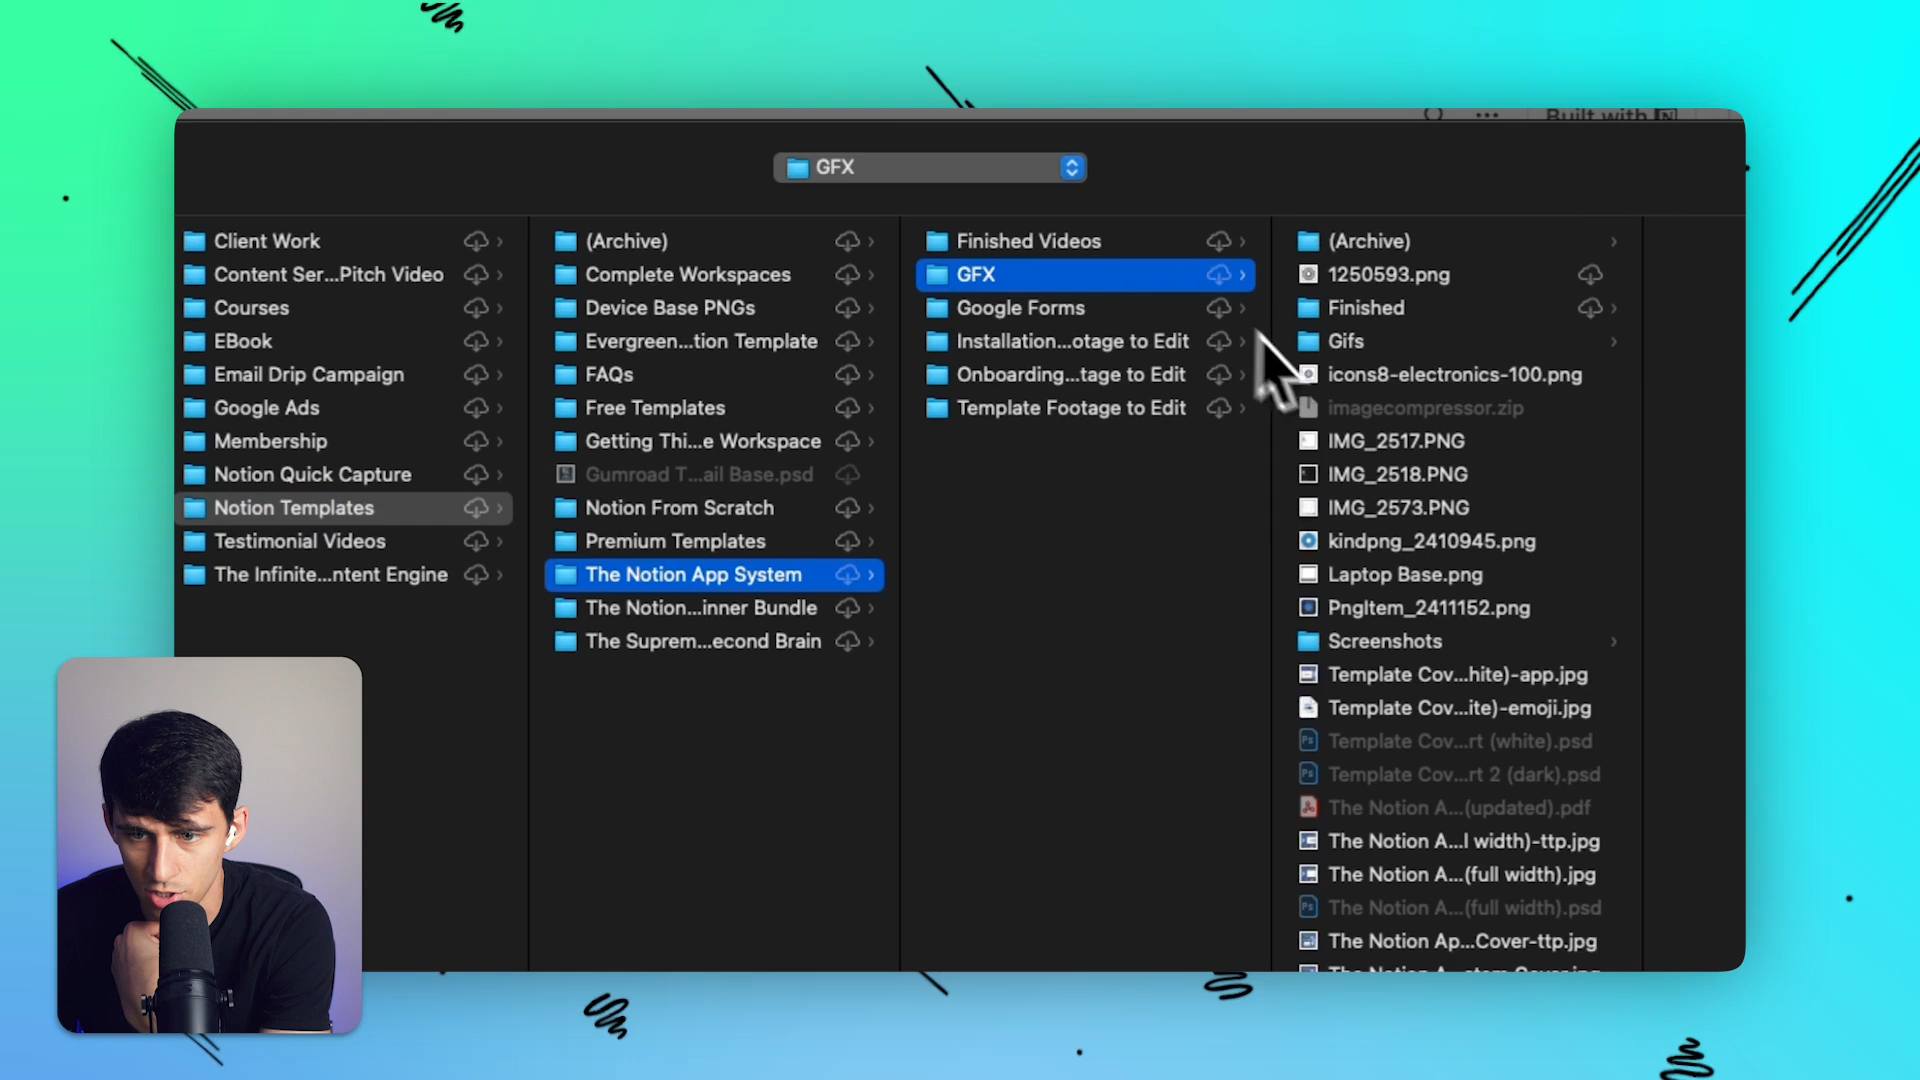 Built with
GFX
Client Work
Content Ser...Pitch Video
Courses
EBook
Email Drip Campaign
Google Ads
Membership
Notion Quick Capture
Notion Templates
Testimonial Videos
The Infinite...ntent Engine
(Archive)
Complete Workspaces
Device Base PNGs
Evergreen...tion Template
FAQs
Free Templates
Getting Thi...e Workspace
Gumroad T...ail Base.psd
Notion From Scratch
Premium Templates
The Notion App System
The Notion...inner Bundle
The Suprem...econd Brain
Finished Videos
GFX
Google Forms
Installation...otage to Edit
Onboarding...tage to Edit
Template Footage to Edit
(Archive)
1250593.png
Finished
Gifs
icons8-electronics-100.png
imagecompressor.zip
IMG_2517.PNG
IMG_2518.PNG
IMG_2573.PNG
kindpng_2410945.png
Laptop Base.png
PngItem_2411152.png
Screenshots
Template Cov...hite)-app.jpg
Template Cov...ite)-emoji.jpg
Template Cov...rt (white).psd
Template Cov...rt 2 (dark).psd
The Notion A...(updated).pdf
The Notion A...l width)-ttp.jpg
The Notion A...(full width).jpg
The Notion A...(full width).psd
The Notion Ap...Cover-ttp.jpg